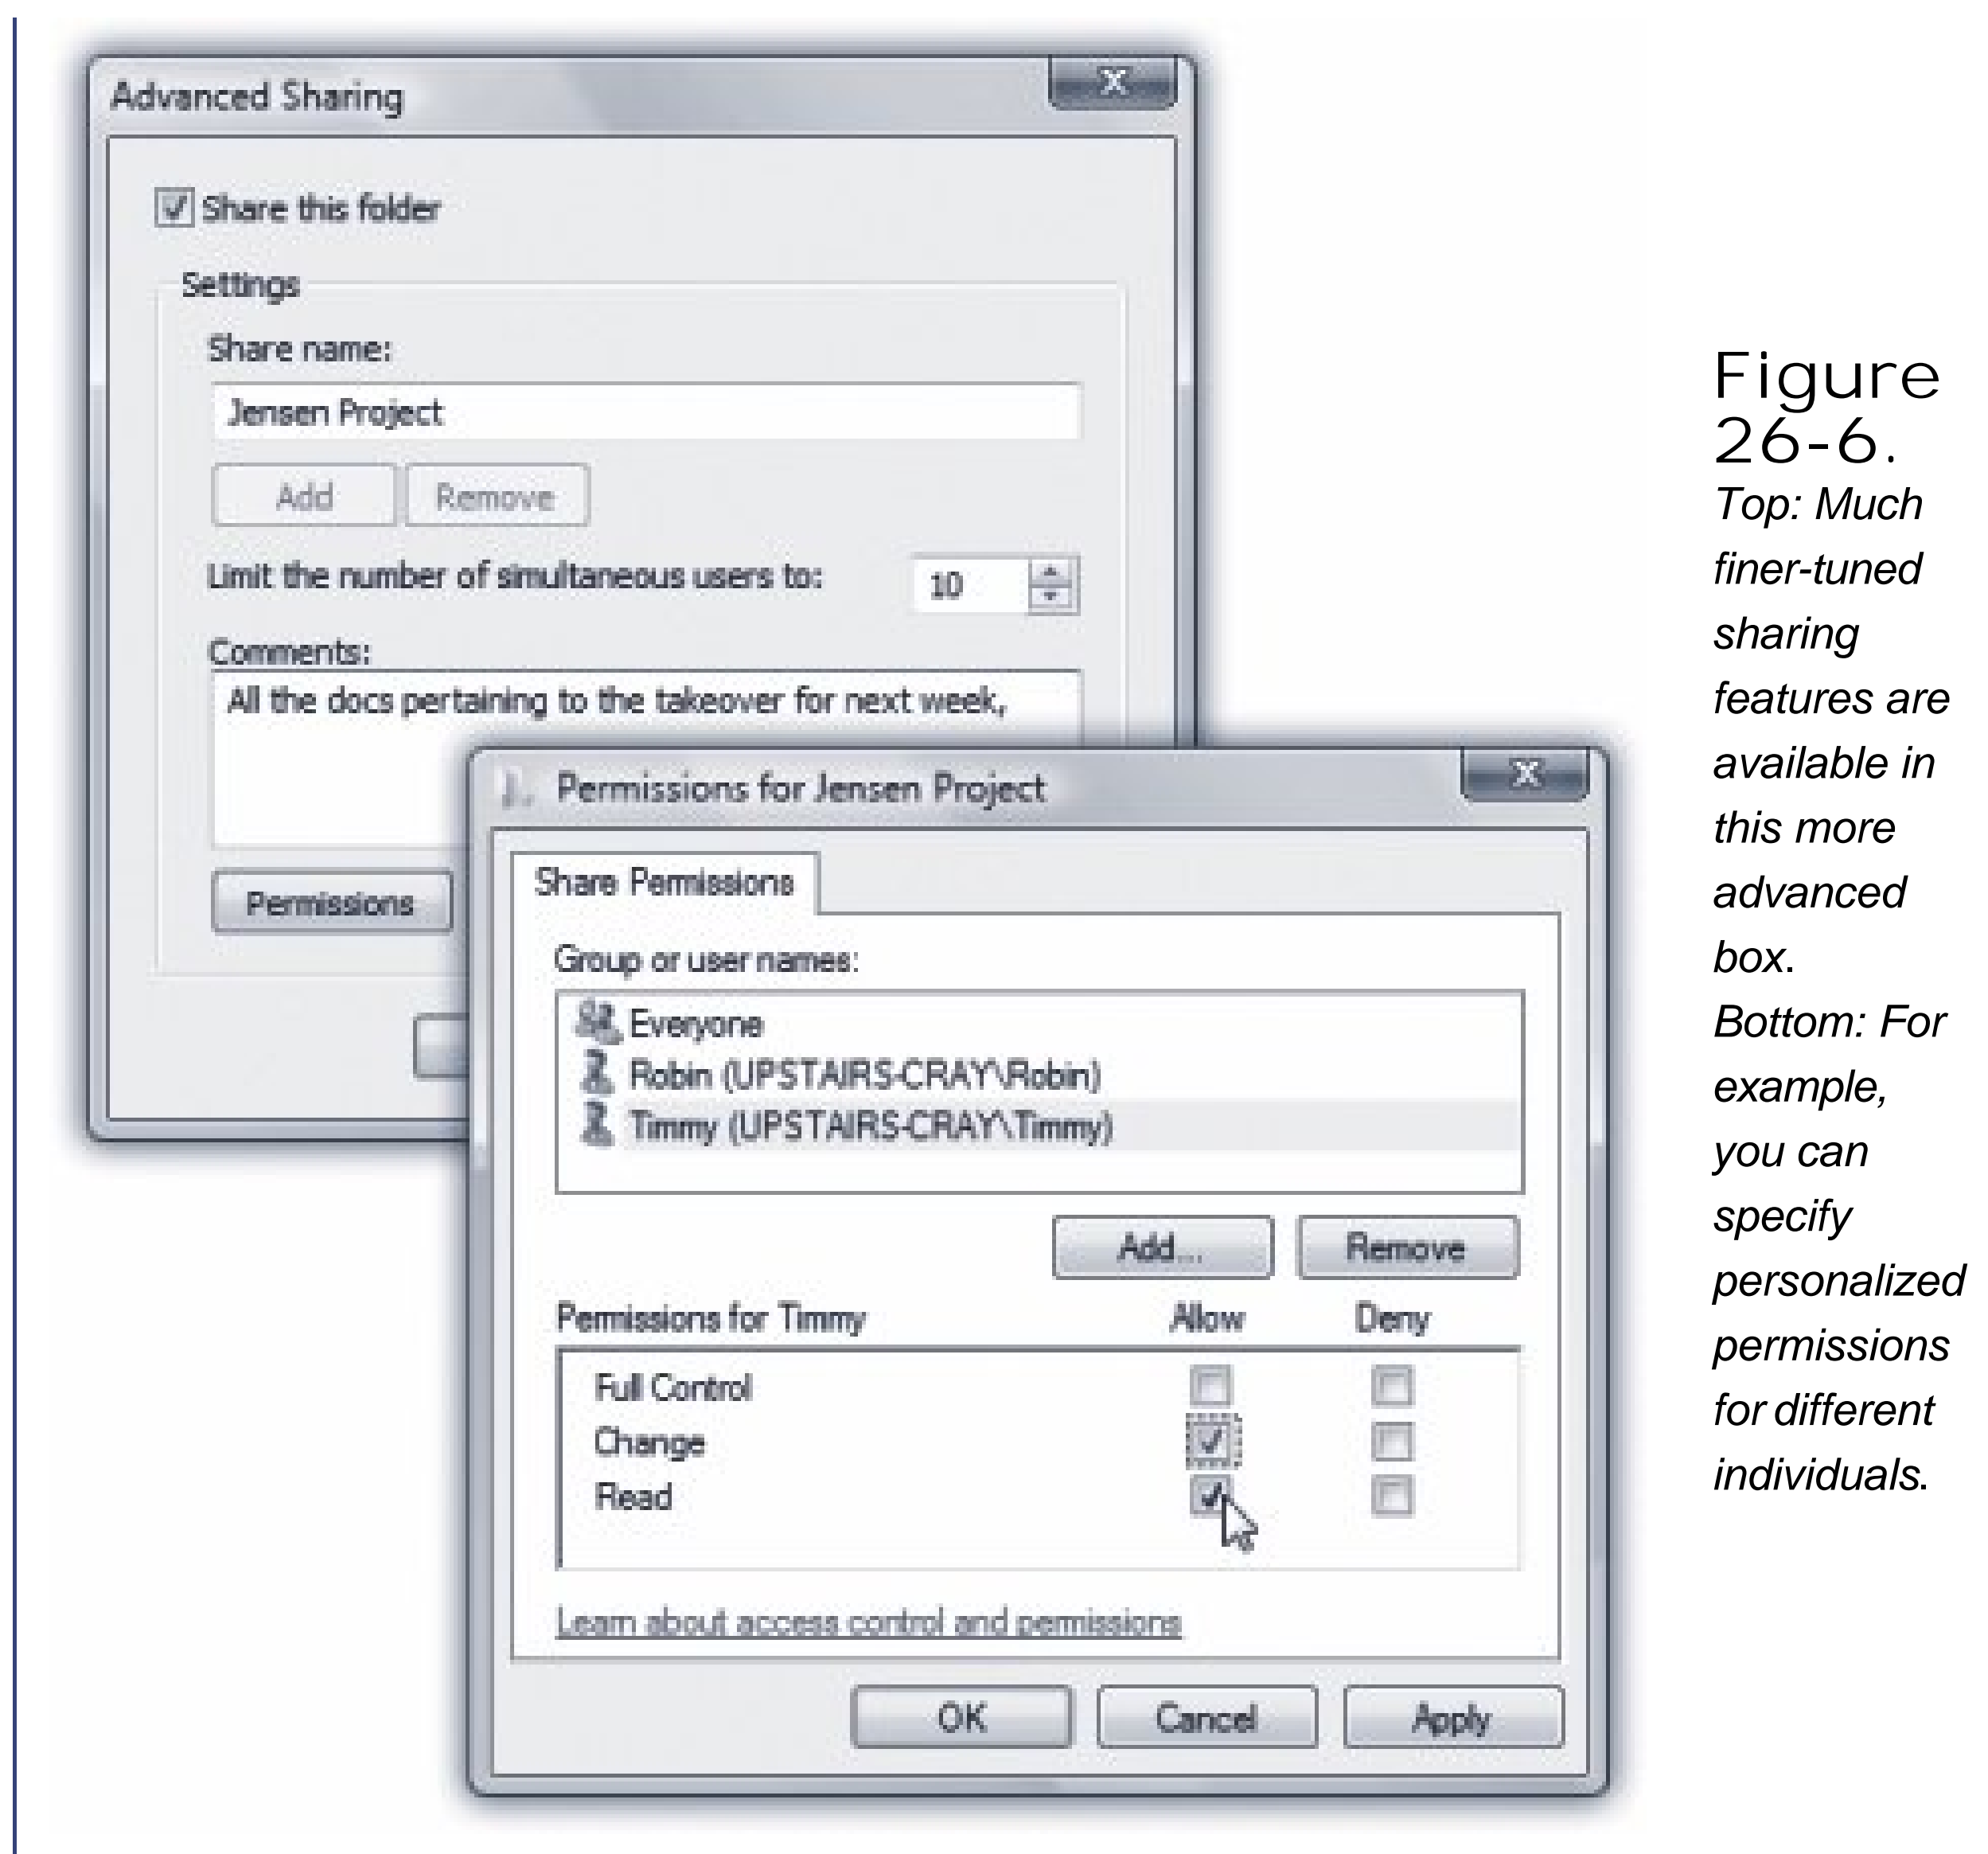 Advanced Sharing
Share this folder
Settings
Share name:
Jensen Project
Add Remove
Limit the number of simultaneous users to: 10
Comments:
All the docs pertaining to the takeover for next week,
Permissions
Permissions for Jensen Project
Share Permissions
Group or user names:
Everyone
Robin (UPSTAIRS-CRAY\Robin)
Timmy (UPSTAIRS-CRAY\Timmy)
Add... Remove
Permissions for Timmy Allow Deny
Full Control
Change
Read
Learn about access control and permissions
OK Cancel Apply
Figure
26-6.
Top: Much
finer-tuned
sharing
features are
available in
this more
advanced
box.
Bottom: For
example,
you can
specify
personalized
permissions
for different
individuals.